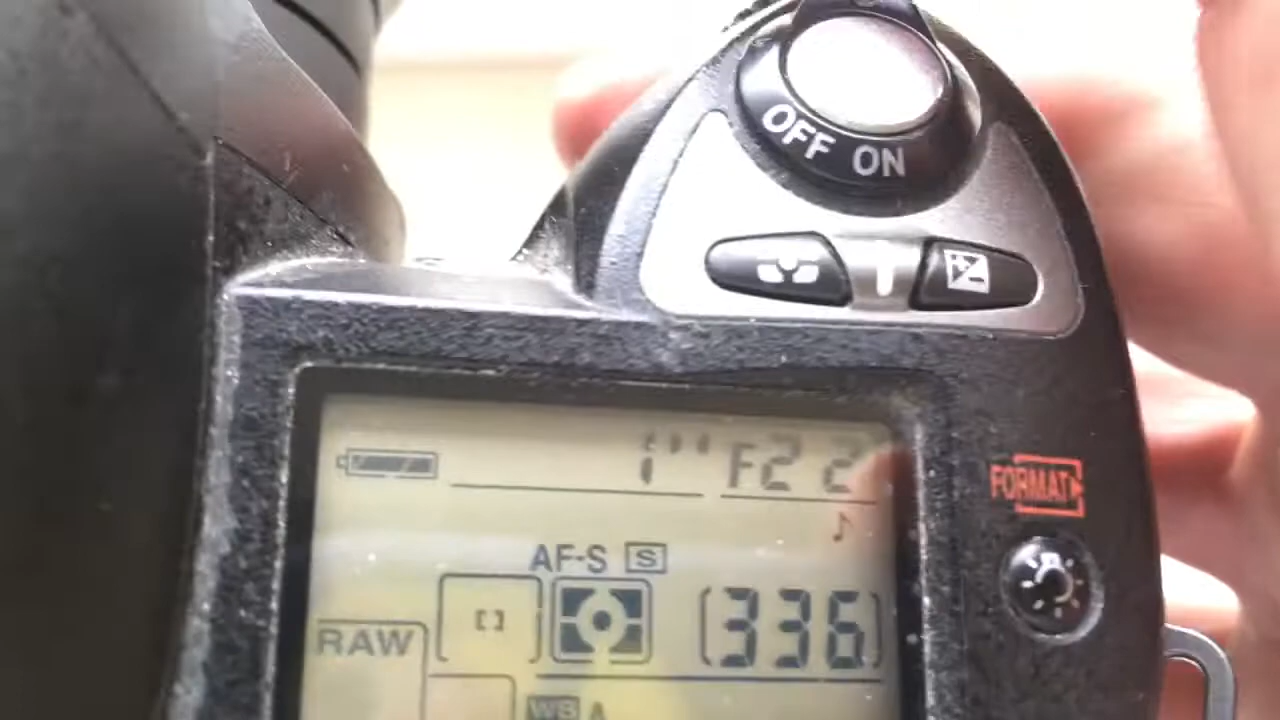 OFF ON
1" F22
FORMAT
AF-S S
[336]
RAW
WB A